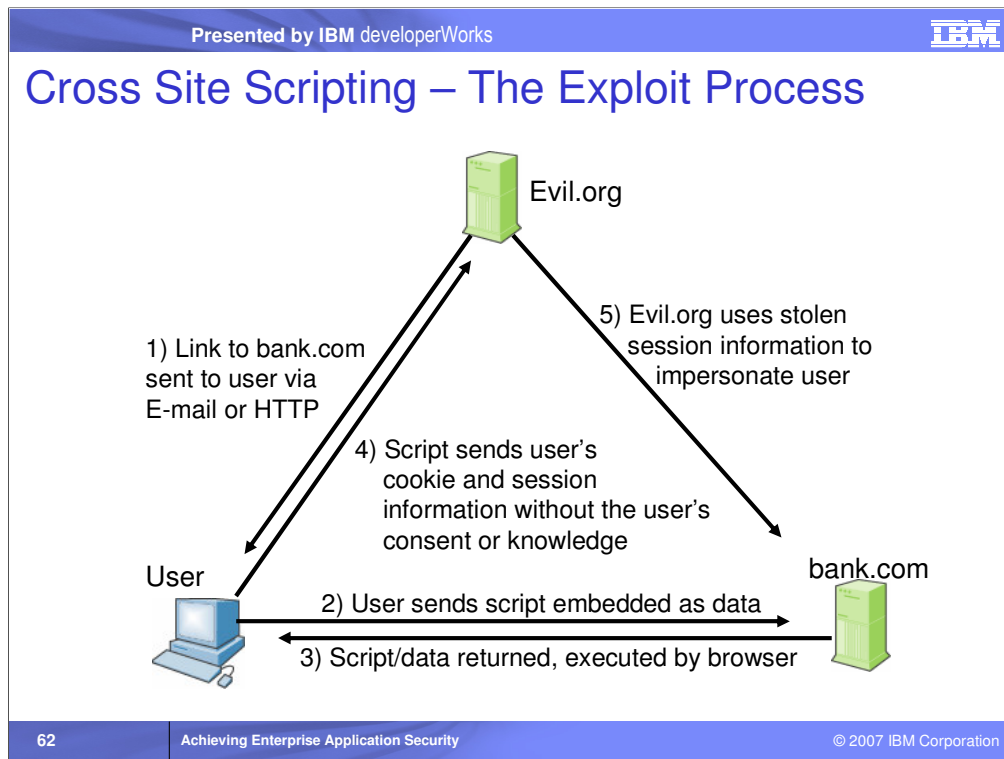 Presented by IBM developerWorks
IBM
Cross Site Scripting – The Exploit Process
Evil.org
1) Link to bank.com
sent to user via
E-mail or HTTP
5) Evil.org uses stolen
session information to
impersonate user
4) Script sends user's
cookie and session
information without the user's
consent or knowledge
User
bank.com
2) User sends script embedded as data
3) Script/data returned, executed by browser
62
Achieving Enterprise Application Security
© 2007 IBM Corporation